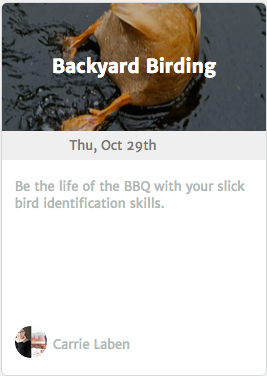 Backyard Birding
Thu, Oct 29th
Be the life of the BBQ with your slick
bird identification skills.
Carrie Laben